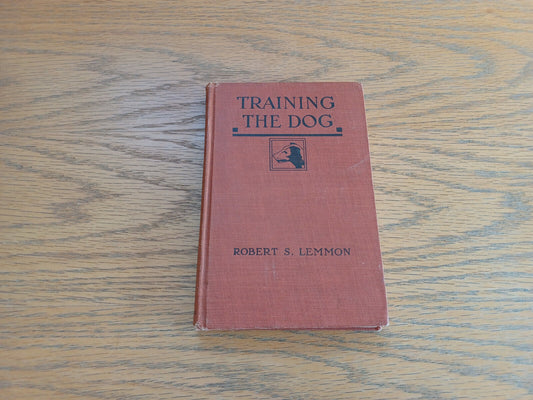 TRAINING
THE DOG
ROBERT S. LEMMON